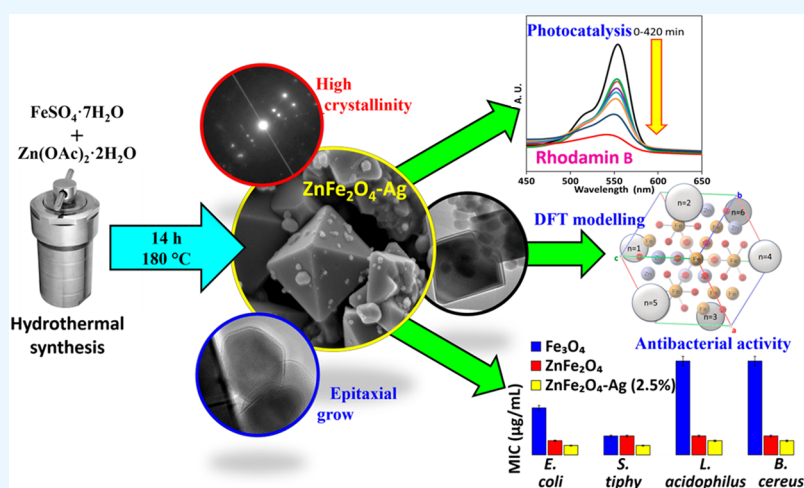 FeSO₄·7H₂O
+
Zn(OAc)₂·2H₂O
Hydrothermal
synthesis
14 h
180 °C
High
crystallinity
ZnFe₂O₄-Ag
Epitaxial
grow
Photocatalysis
0-420 min
A. U.
Rhodamin B
450 500 550 600 650
Wavelength (nm)
DFT modelling
b
n=2
n=6
n=1
c
n=4
n=5
n=3
a
Antibacterial activity
Fe₃O₄
ZnFe₂O₄
ZnFe₂O₄-Ag (2.5%)
MIC (µg/mL)
E. S. L. B.
coli tiphy acidophilus cereus